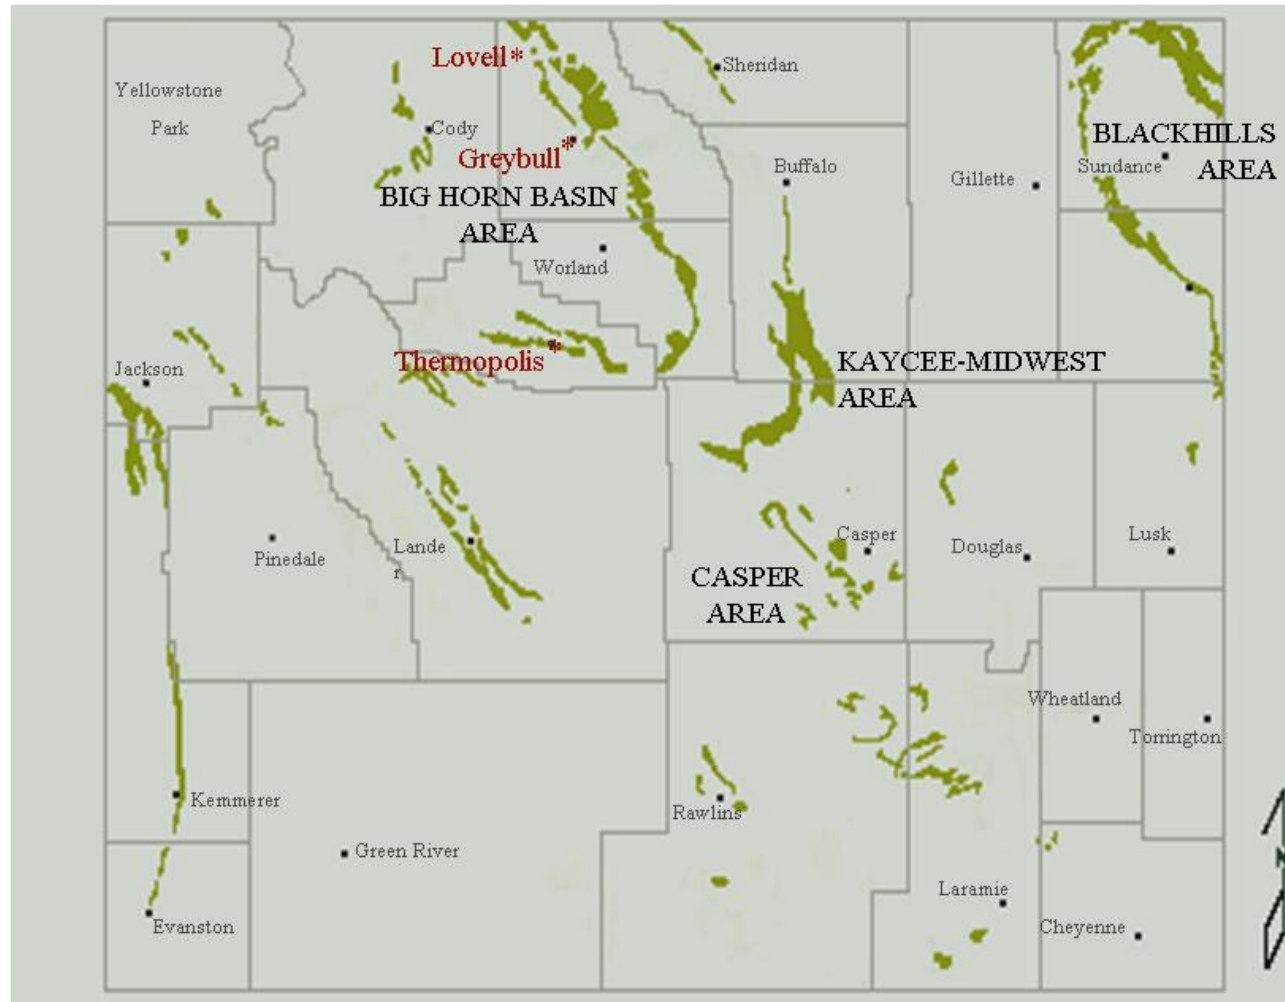 Lovell*
Sheridan
Yellowstone
Park
Cody
Greybull*
BLACKHILLS
AREA
Sundance
Buffalo
Gillette
BIG HORN BASIN
AREA
Worland
Thermopolis*
Jackson
KAYCEE-MIDWEST
AREA
Pinedale
Lande
r
Casper
Douglas
Lusk
CASPER
AREA
Wheatland
Torrington
Kemmerer
Rawlins
Green River
Laramie
Evanston
Cheyenne